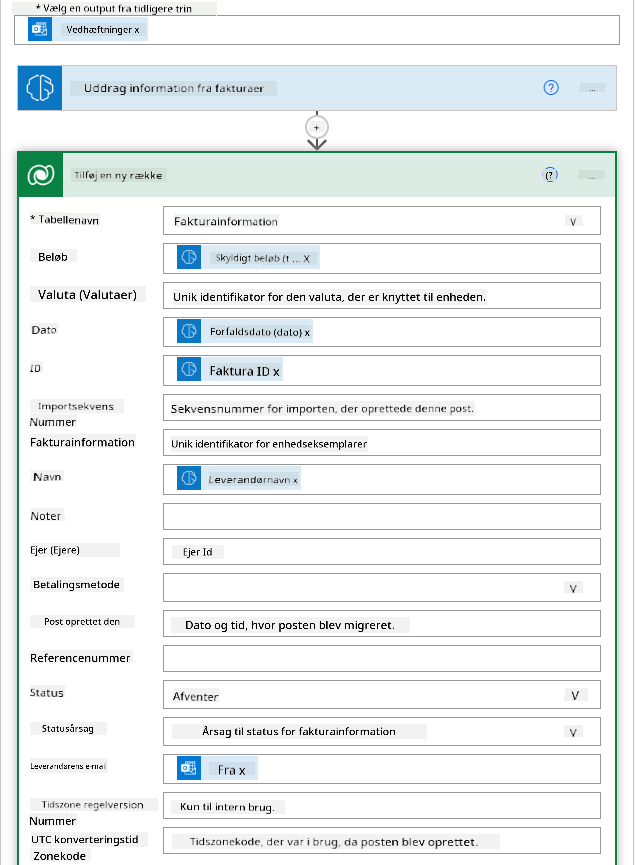 * Vælg en output fra tidligere trin
Vedhæftninger x
Uddrag information fra fakturaer
?
...
+
Tilføj en ny række
(?)
...
* Tabellenavn
Fakturainformation
V
Beløb
Skyldigt beløb (t ... X
Valuta (Valutaer)
Unik identifikator for den valuta, der er knyttet til enheden.
Dato
Forfaldsdato (dato) x
ID
Faktura ID x
Importsekvens
Nummer
Sekvensnummer for importen, der oprettede denne post.
Fakturainformation
Unik identifikator for enhedseksemplarer
Navn
Leverandørnavn x
Noter
Ejer (Ejere)
Ejer Id
Betalingsmetode
V
Post oprettet den
Dato og tid, hvor posten blev migreret.
Referencenummer
Status
Afventer
V
Statusårsag
Årsag til status for fakturainformation
V
Leverandørens e-mail
Fra x
Tidszone regelversion
Nummer
Kun til intern brug.
UTC konverteringstid
Zonekode
Tidszonekode, der var i brug, da posten blev oprettet.